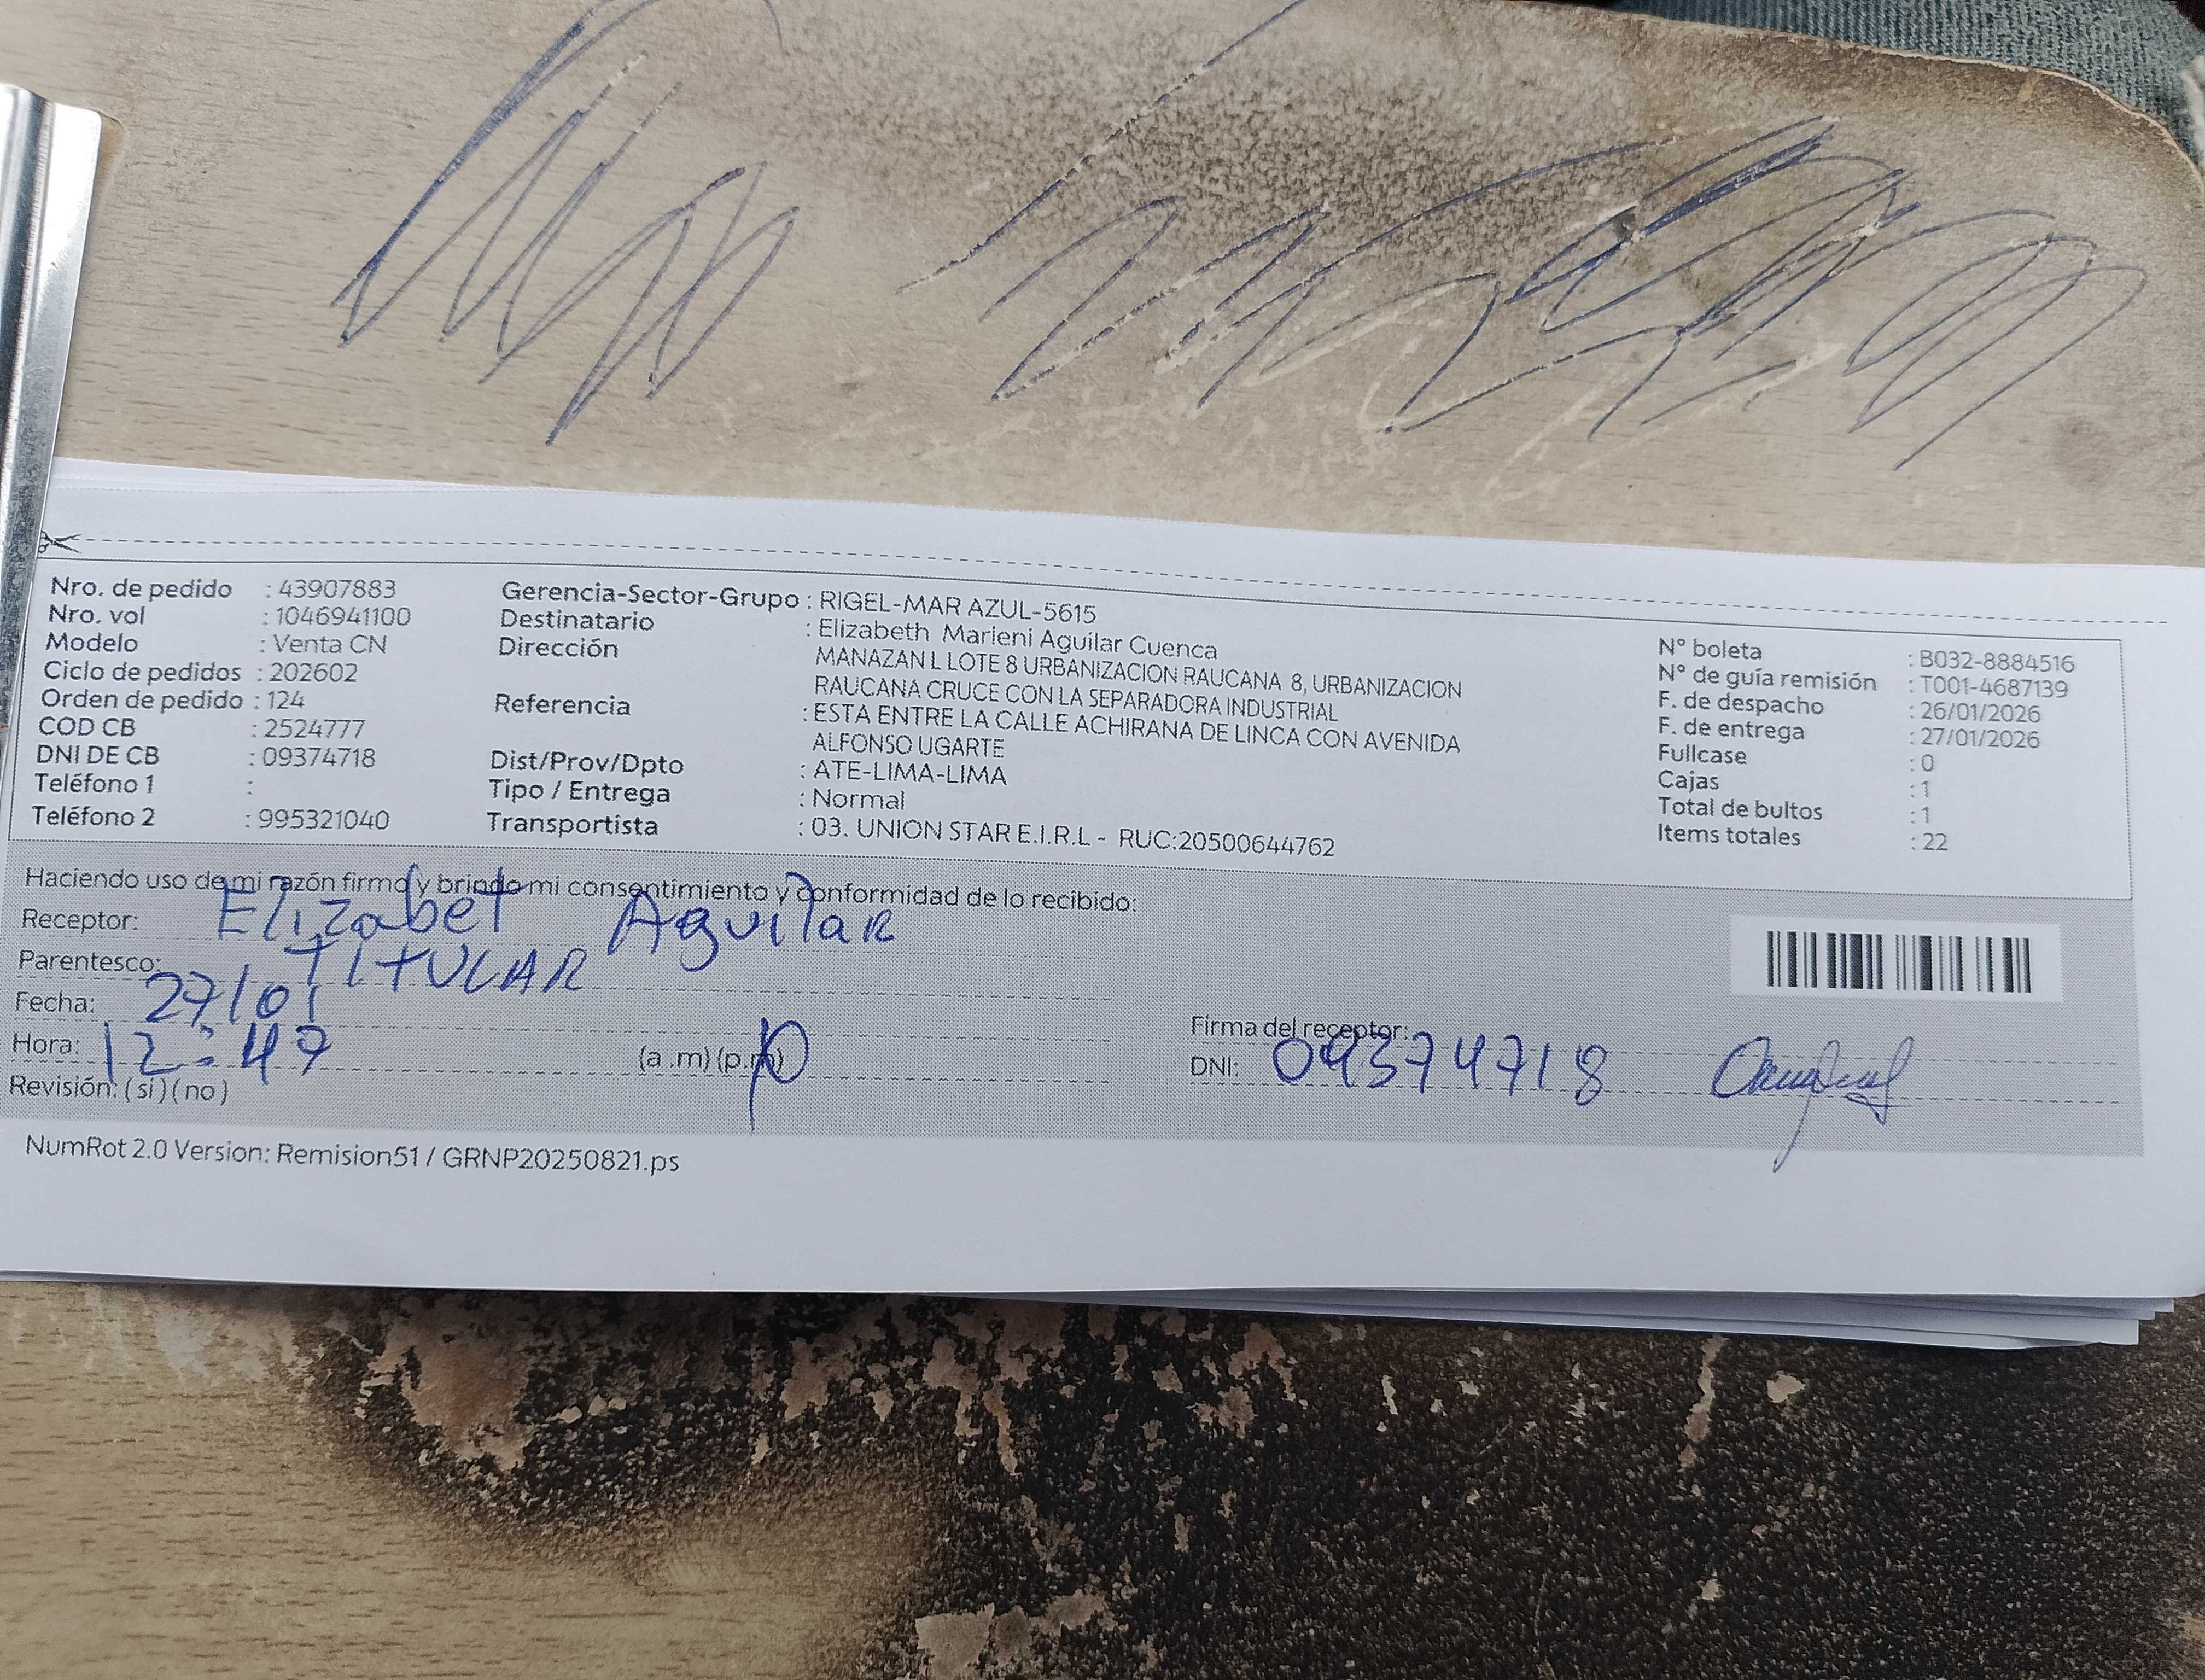 Nro. de pedido : 43907883
Nro. vol : 1046941100
Modelo : Venta CN
Ciclo de pedidos : 202602
Orden de pedido : 124
COD CB : 2524777
DNI DE CB : 09374718
Teléfono 1 :
Teléfono 2 : 995321040
Gerencia-Sector-Grupo : RIGEL-MAR AZUL-5615
Destinatario : Elizabeth Marleni Aguilar Cuenca
Dirección MANAZAN L LOTE 8 URBANIZACION RAUCANA 8, URBANIZACION
RAUCANA CRUCE CON LA SEPARADORA INDUSTRIAL
Referencia : ESTA ENTRE LA CALLE ACHIRANA DE LINCA CON AVENIDA
ALFONSO UGARTE
Dist/Prov/Dpto : ATE-LIMA-LIMA
Tipo / Entrega : Normal
Transportista : 03. UNION STAR E.I.R.L - RUC:20500644762
N° boleta : B032-8884516
N° de guía remisión : T001-4687139
F. de despacho : 26/01/2026
F. de entrega : 27/01/2026
Fullcase : 0
Cajas : 1
Total de bultos : 1
Items totales : 22
Haciendo uso de mi razón firmo y brindo mi consentimiento y conformidad de lo recibido:
Receptor: Elizabet Aguilar
Parentesco: TITULAR
Fecha: 27/01
Hora: 12:47 (a.m) (p.m) p
Revisión: (si) (no)
Firma del receptor:
DNI: 09374718
NumRot 2.0 Version: Remision51 / GRNP20250821.ps